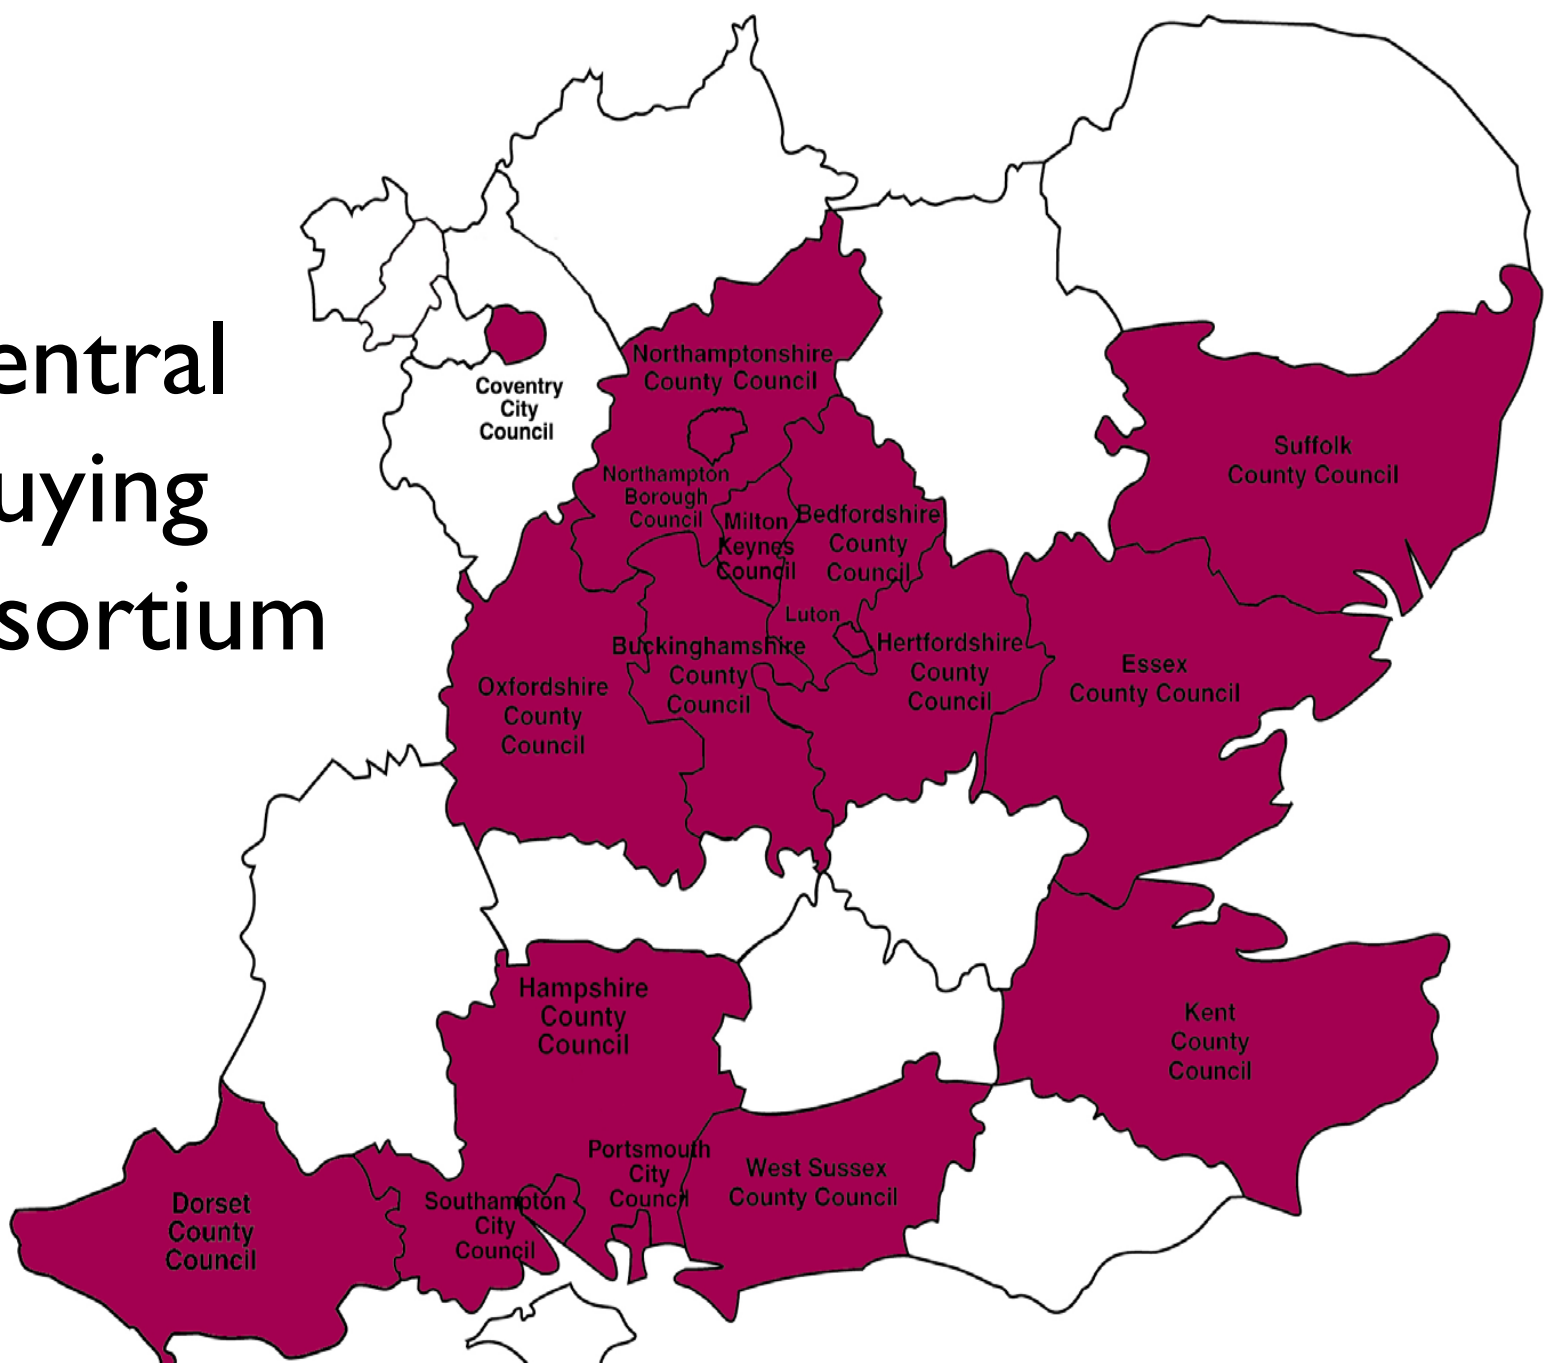 entral
uying
sortium
Northamptonshire
County Council
Coventry
City
Council
Northampton
Borough
Council
Milton
Keynes
Council
Bedfordshire
County
Council
Luton
Suffolk
County Council
Buckinghamshire
County
Council
Hertfordshire
County
Council
Essex
County Council
Oxfordshire
County
Council
Hampshire
County
Council
Kent
County
Council
Portsmouth
City
Council
West Sussex
County Council
Southampton
City
Council
Dorset
County
Council